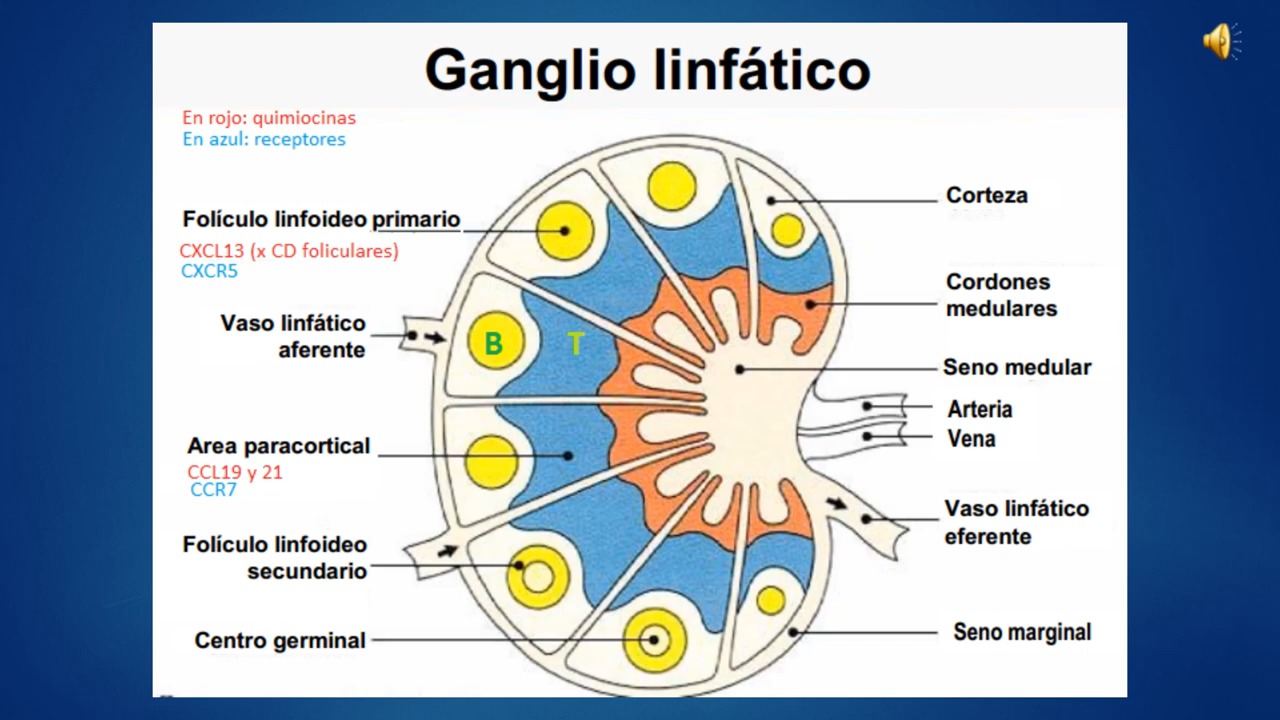 Ganglio linfático
En rojo: quimiocinas
En azul: receptores
Folículo linfoideo primario
CXCL13 (x CD foliculares)
CXCR5
Vaso linfático
aferente
Area paracortical
CCL19 y 21
CCR7
Folículo linfoideo
secundario
Centro germinal
B
T
Corteza
Cordones
medulares
Seno medular
Arteria
Vena
Vaso linfático
eferente
Seno marginal